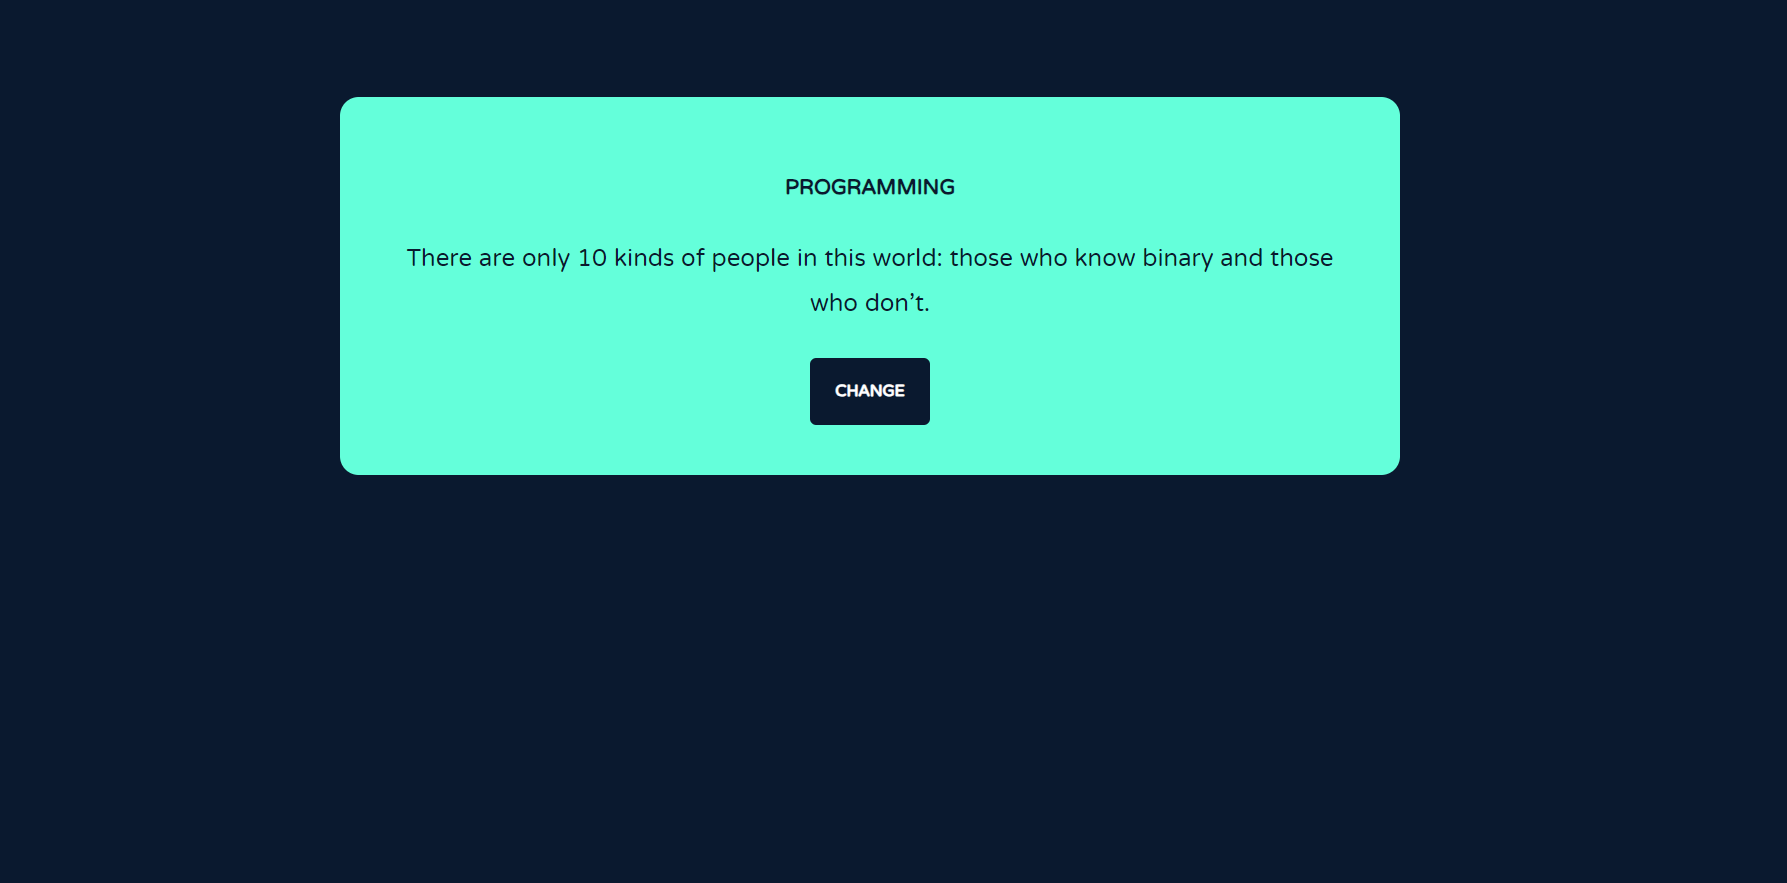 PROGRAMMING
There are only 10 kinds of people in this world: those who know binary and those
who don’t.
CHANGE